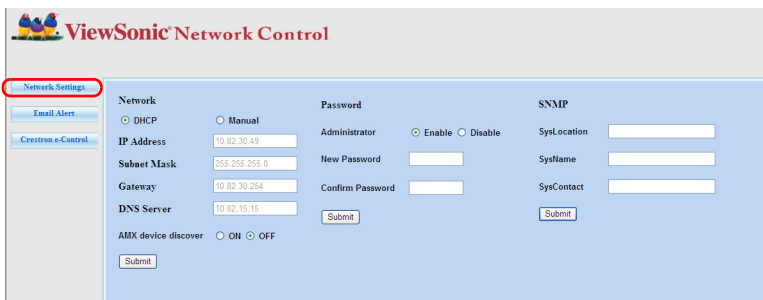 ViewSonic® Network Control
Network Settings
Email Alert
Crestron e-Control
Network
DHCP Manual
IP Address 10.82.30.49
Subnet Mask 255.255.255.0
Gateway 10.82.30.254
DNS Server 10.82.15.15
AMX device discover ON OFF
Submit
Password
Administrator Enable Disable
New Password
Confirm Password
Submit
SNMP
SysLocation
SysName
SysContact
Submit